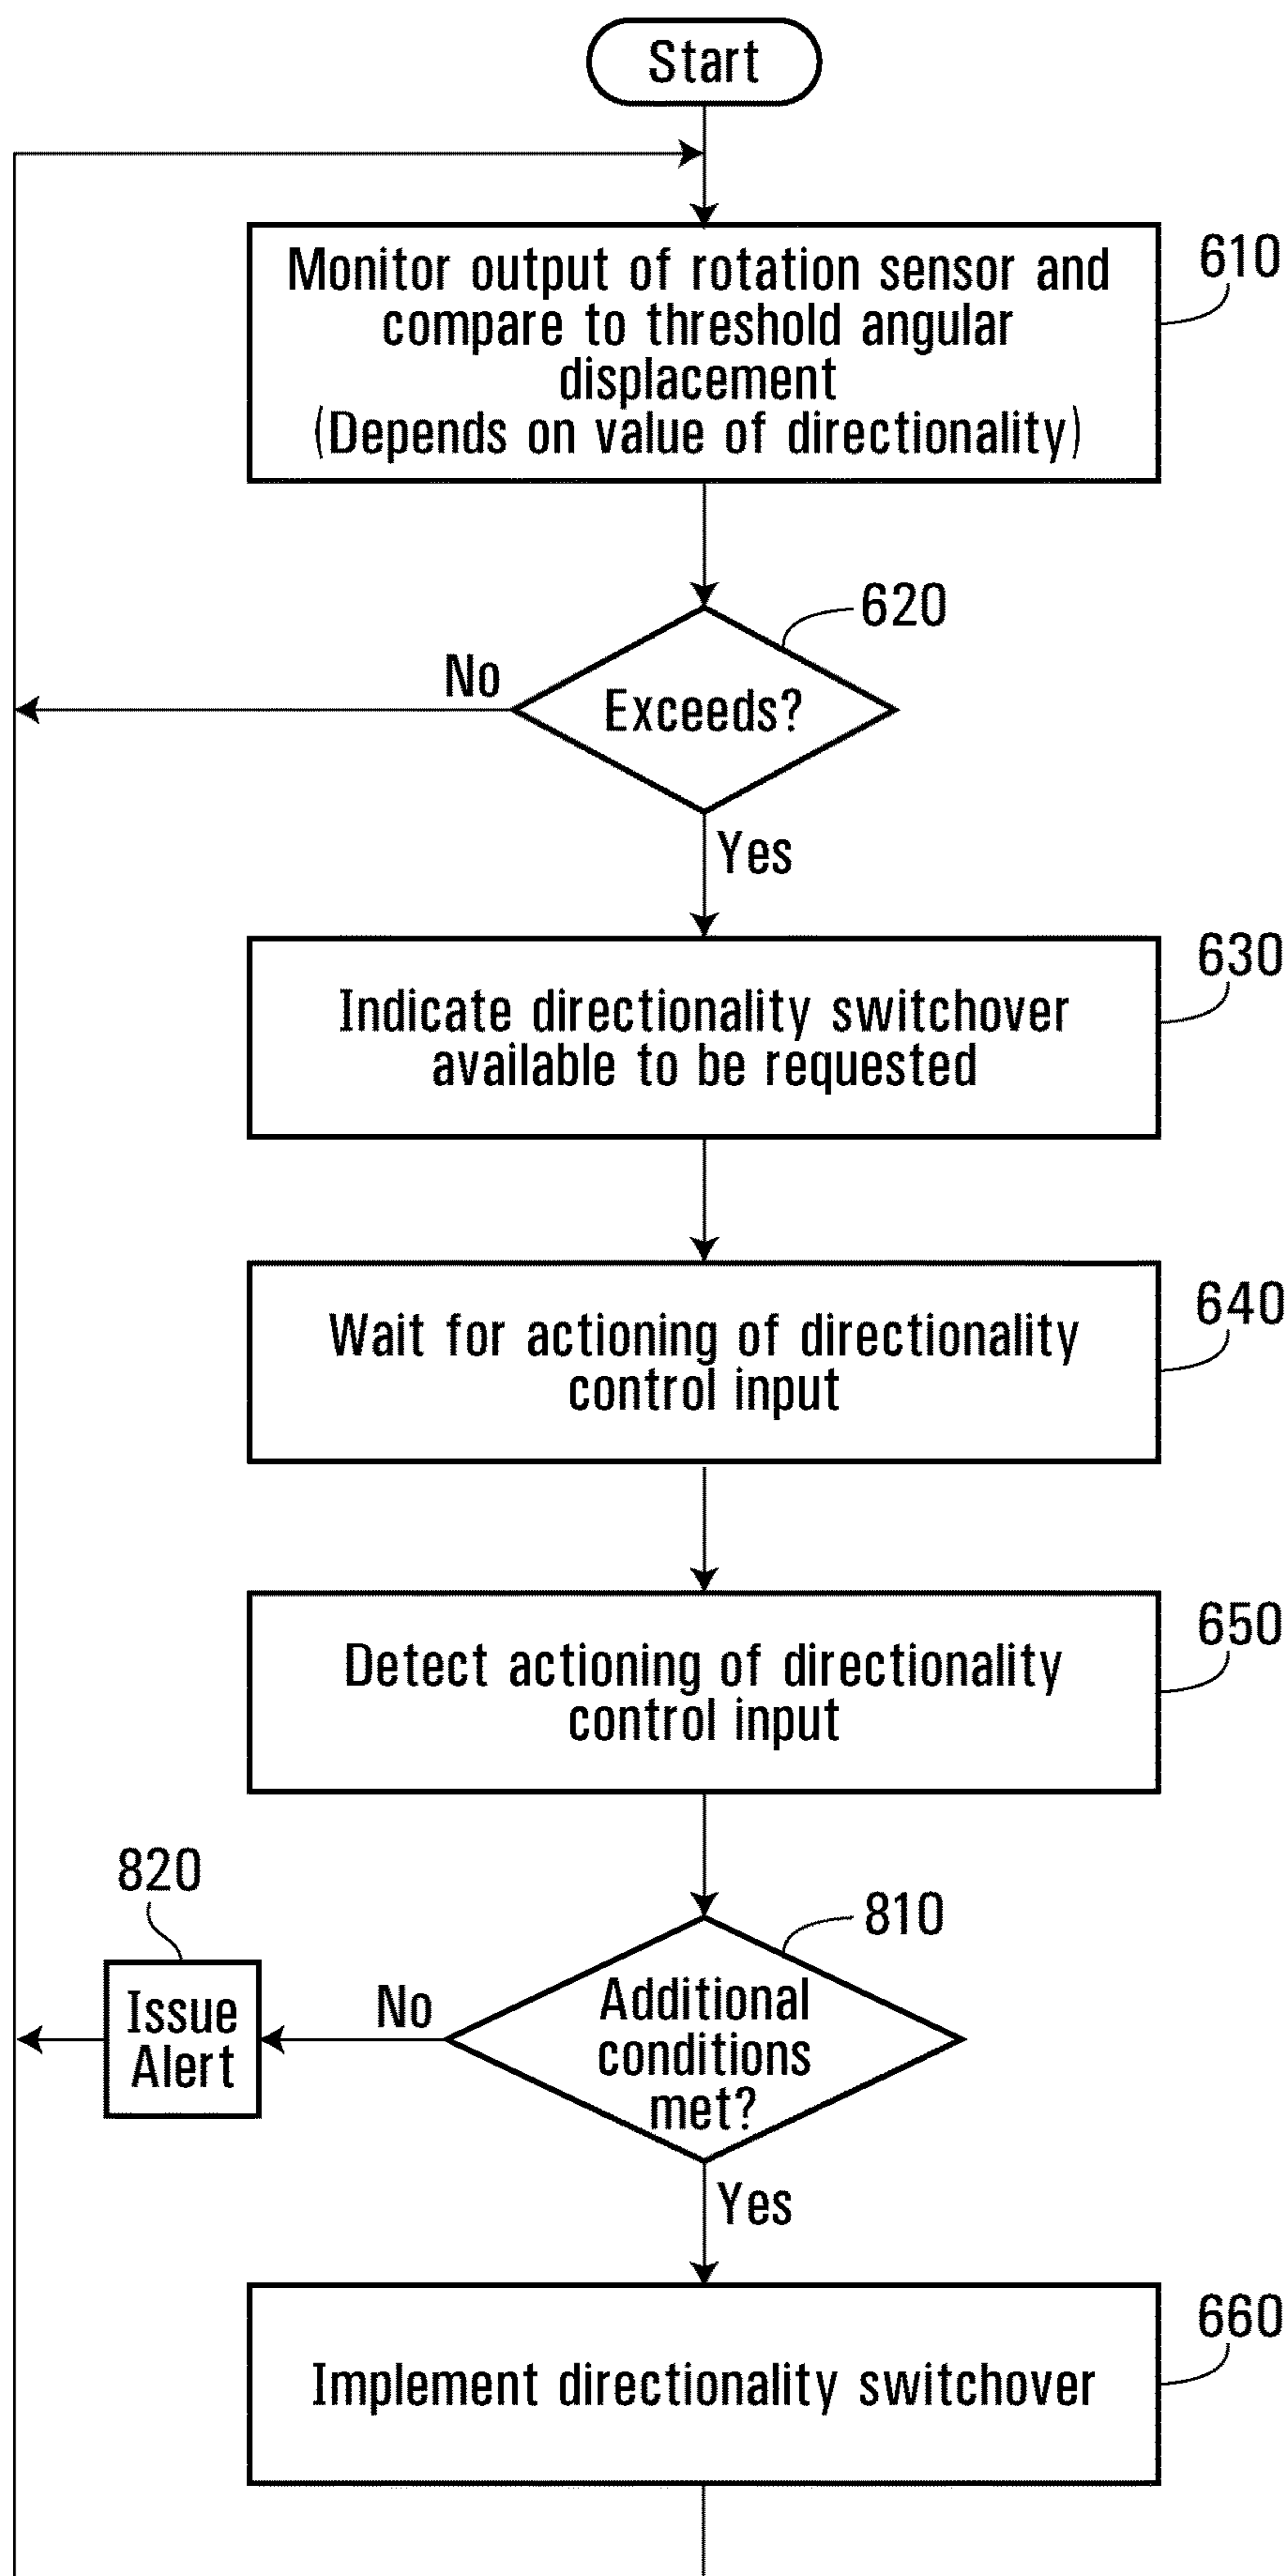 Start
Monitor output of rotation sensor and
compare to threshold angular
displacement
(Depends on value of directionality)
610
620
No
Exceeds?
Yes
630
Indicate directionality switchover
available to be requested
640
Wait for actioning of directionality
control input
650
Detect actioning of directionality
control input
820
810
Issue
Alert
No
Additional
conditions
met?
Yes
660
Implement directionality switchover